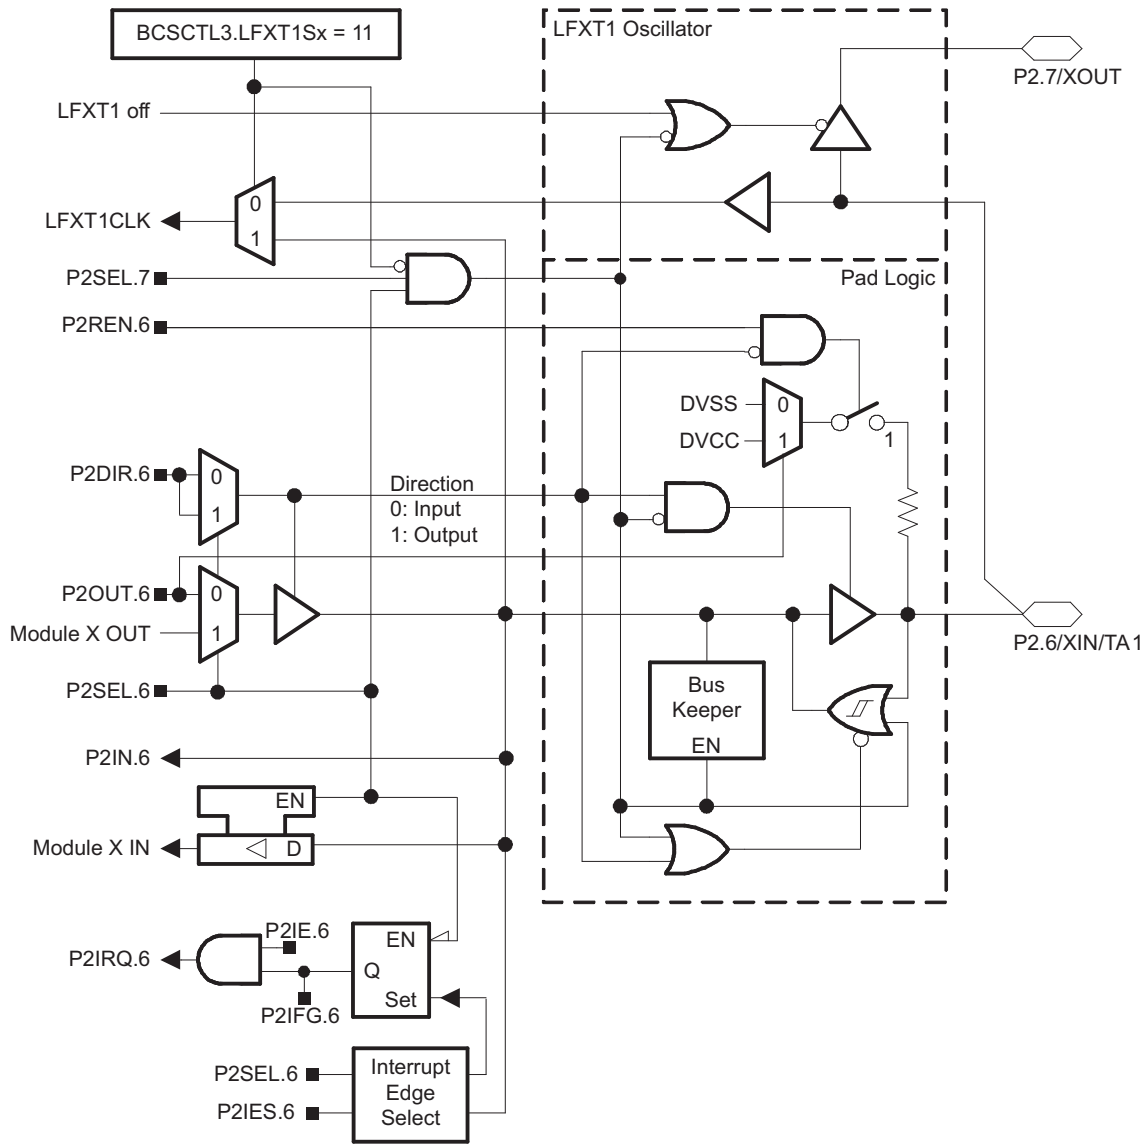 BCSCTL3.LFXT1Sx = 11
LFXT1 Oscillator
P2.7/XOUT
LFXT1 off
0
LFXT1CLK
1
P2SEL.7
Pad Logic
P2REN.6
DVSS
0
DVCC
1
1
P2DIR.6
0
1
Direction
0: Input
1: Output
P2OUT.6
0
Module X OUT
1
P2.6/XIN/TA1
P2SEL.6
Bus
Keeper
EN
P2IN.6
EN
Module X IN
D
P2IE.6
EN
P2IRQ.6
Q
Set
P2IFG.6
P2SEL.6
P2IES.6
Interrupt
Edge
Select